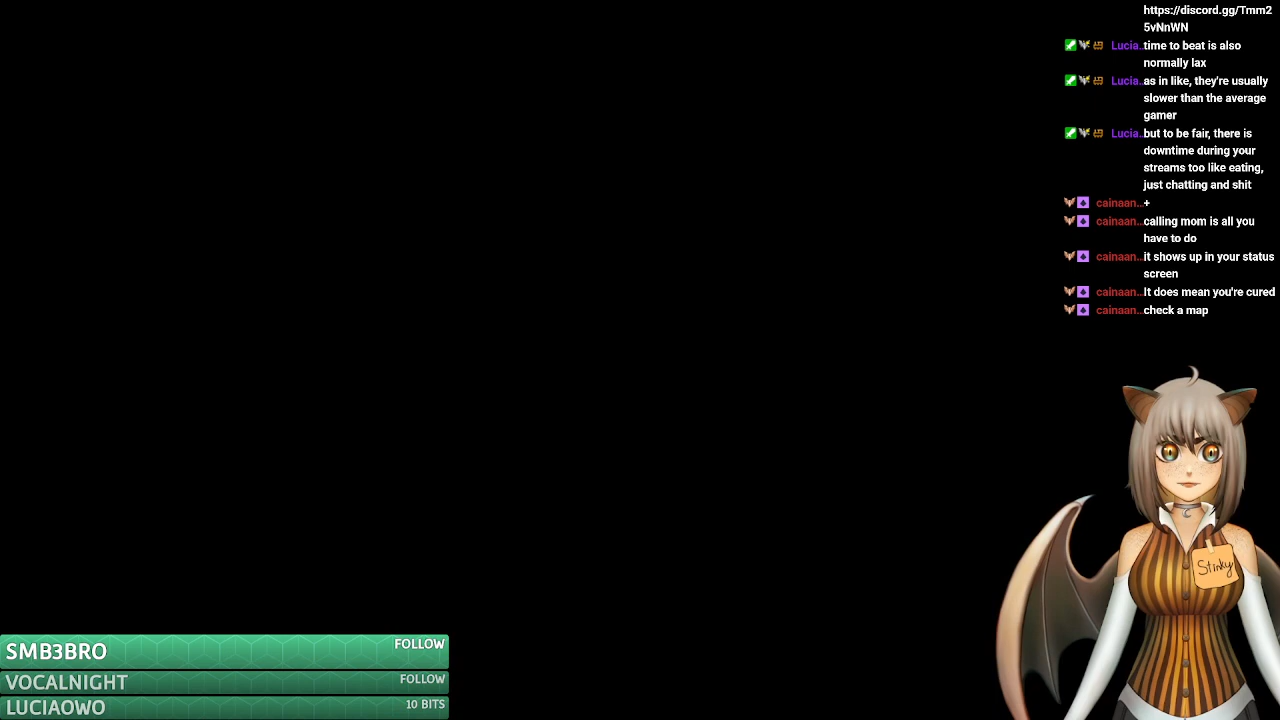 https://discord.gg/Tmm2
5vNnWN
Lucia... time to beat is also
normally lax
Lucia... as in like, they're usually
slower than the average
gamer
Lucia... but to be fair, there is
downtime during your
streams too like eating,
just chatting and shit
cainaan... +
cainaan... calling mom is all you
have to do
cainaan... it shows up in your status
screen
cainaan... It does mean you're cured
cainaan... check a map
Stinky
SMB3BRO FOLLOW
VOCALNIGHT FOLLOW
LUCIAOWO 10 BITS